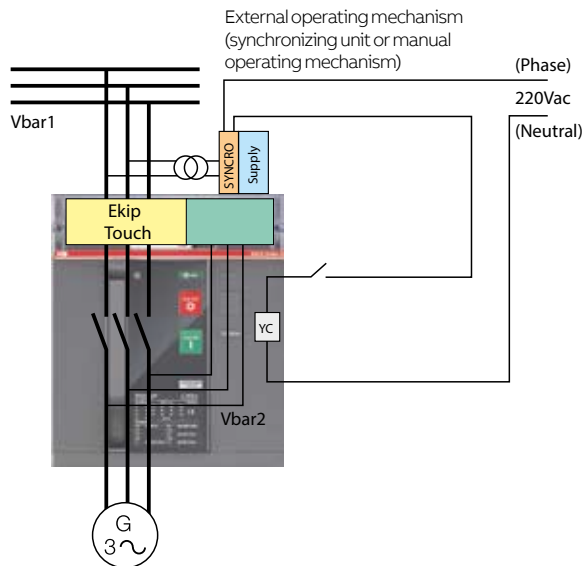 External operating mechanism
(synchronizing unit or manual
operating mechanism)
(Phase)
220Vac
(Neutral)
Vbar1
SYNCRO
Supply
Ekip
Touch
YC
Vbar2
G
3